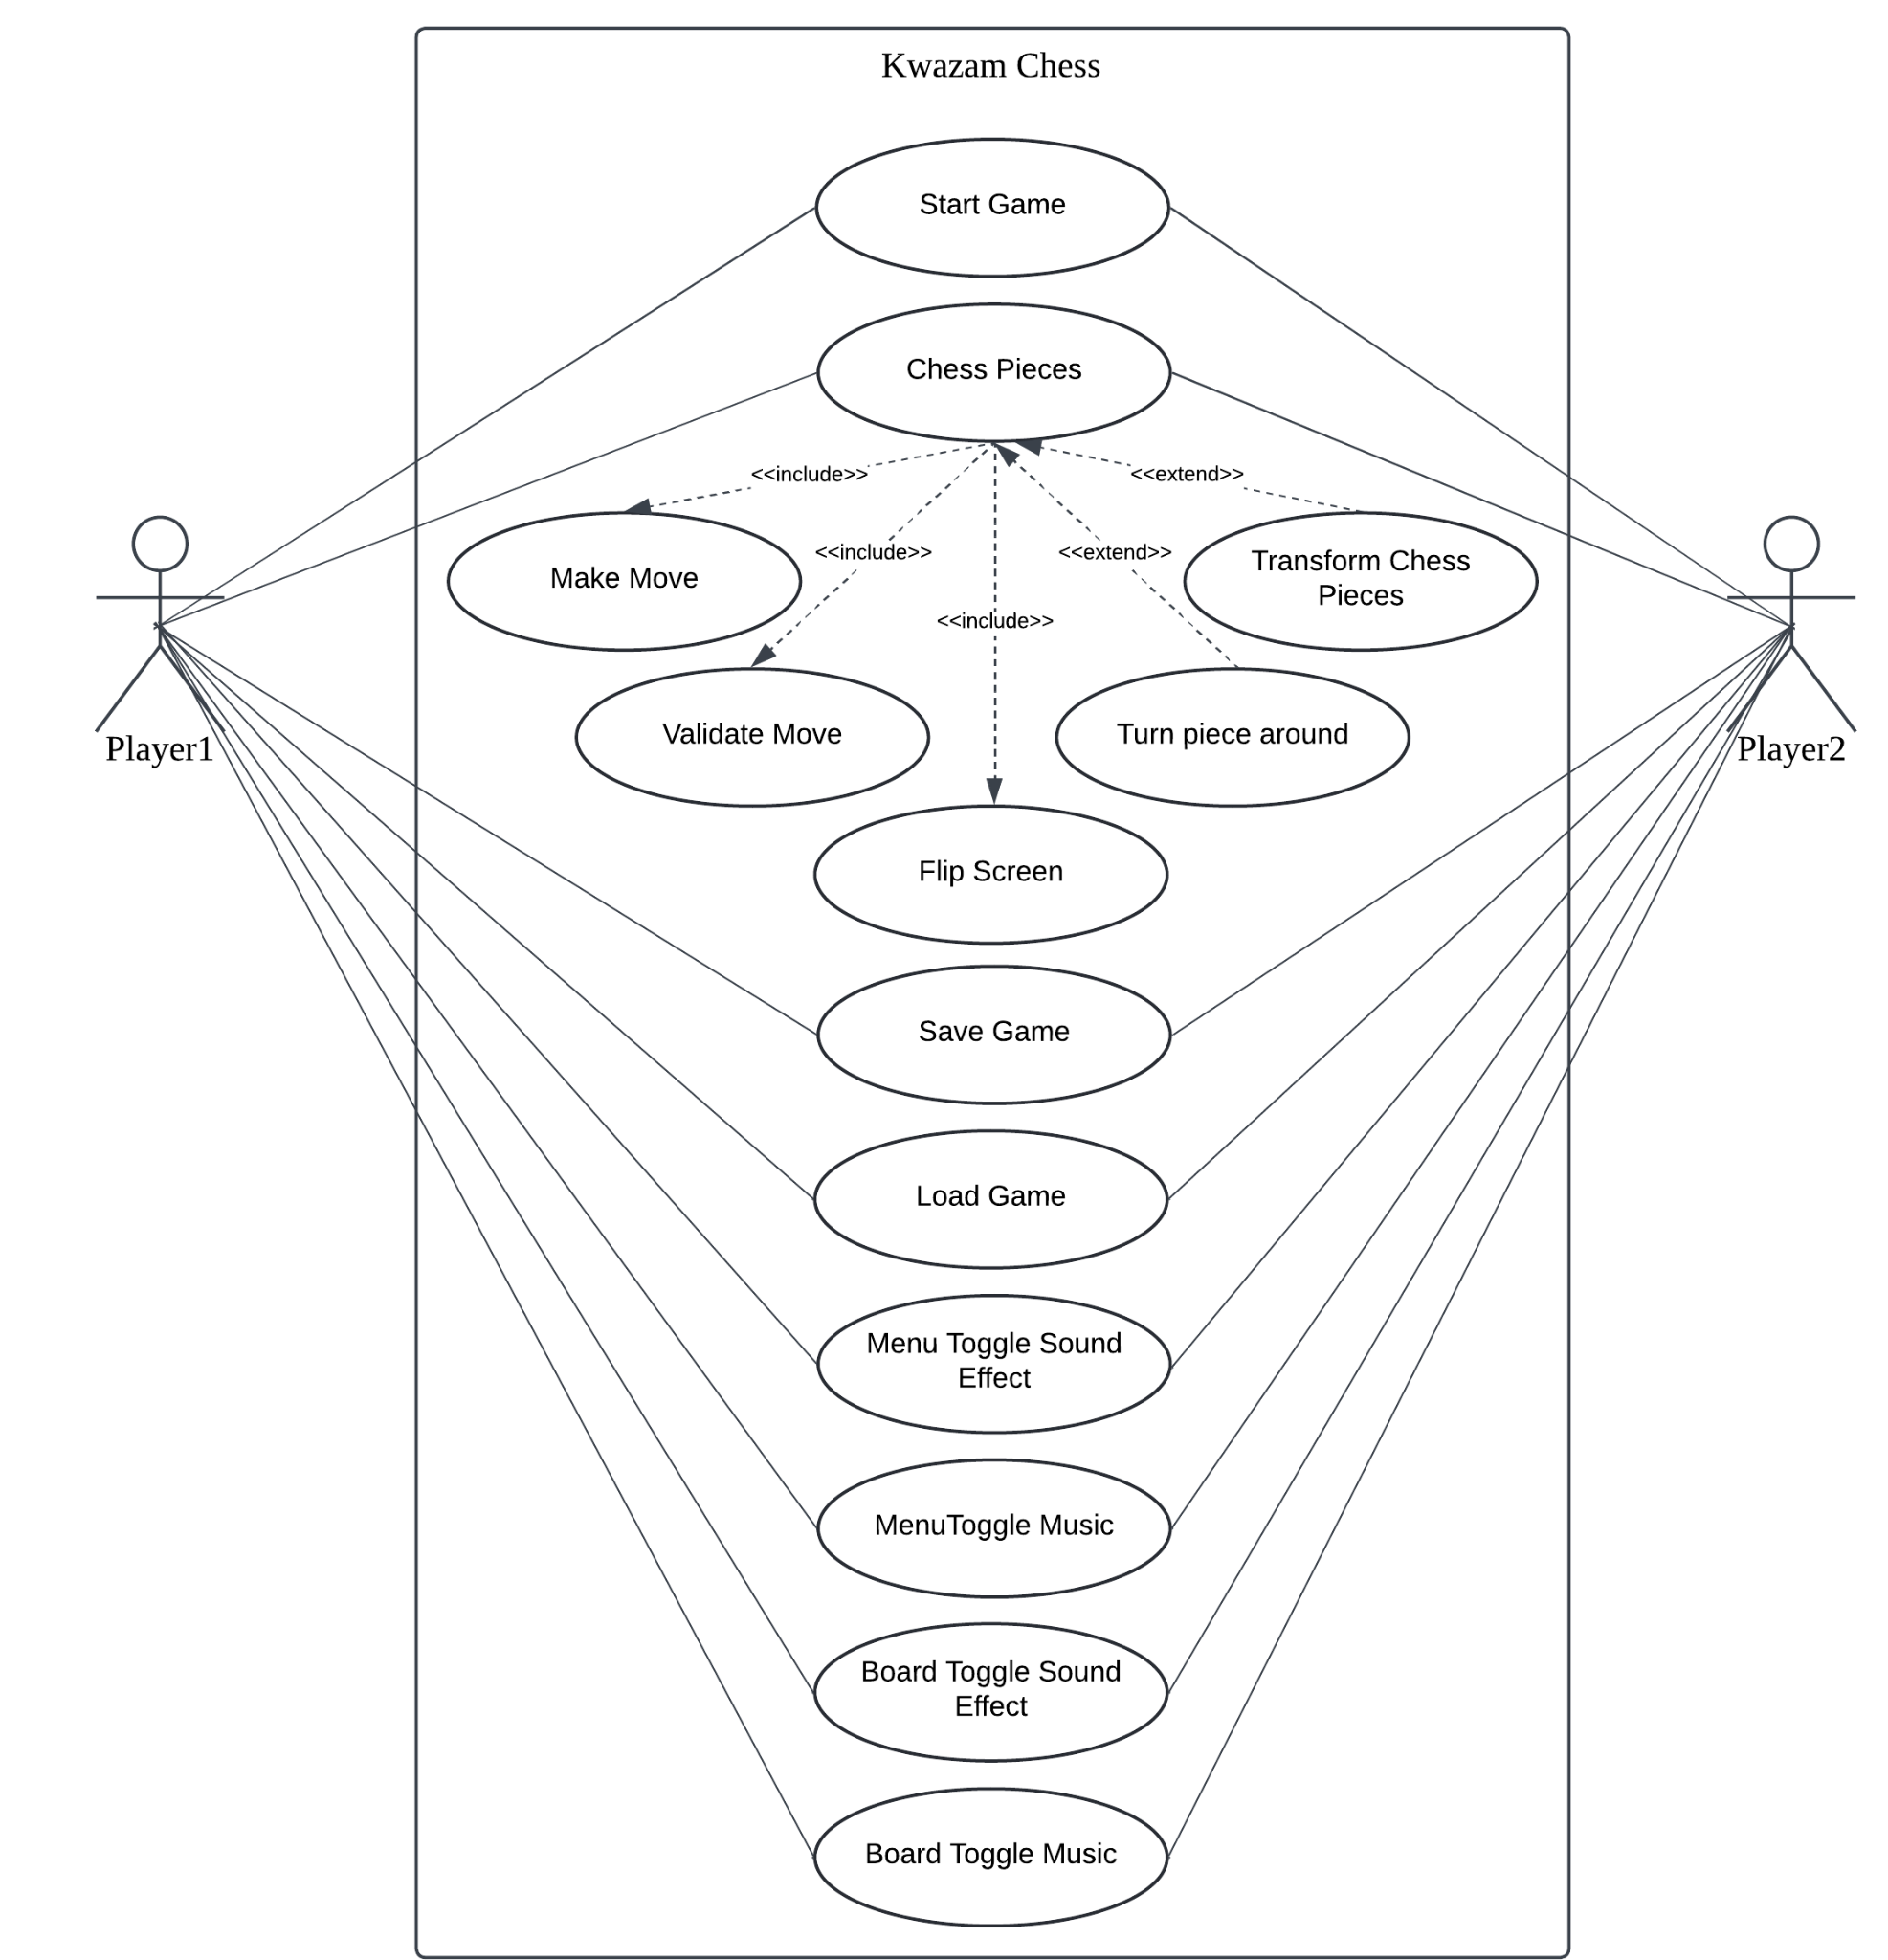 Kwazam Chess
Start Game
Chess Pieces
<<include>>
<<extend>>
<<include>>
<<extend>>
Make Move
Transform Chess
Pieces
<<include>>
Validate Move
Turn piece around
Player1
Player2
Flip Screen
Save Game
Load Game
Menu Toggle Sound
Effect
MenuToggle Music
Board Toggle Sound
Effect
Board Toggle Music